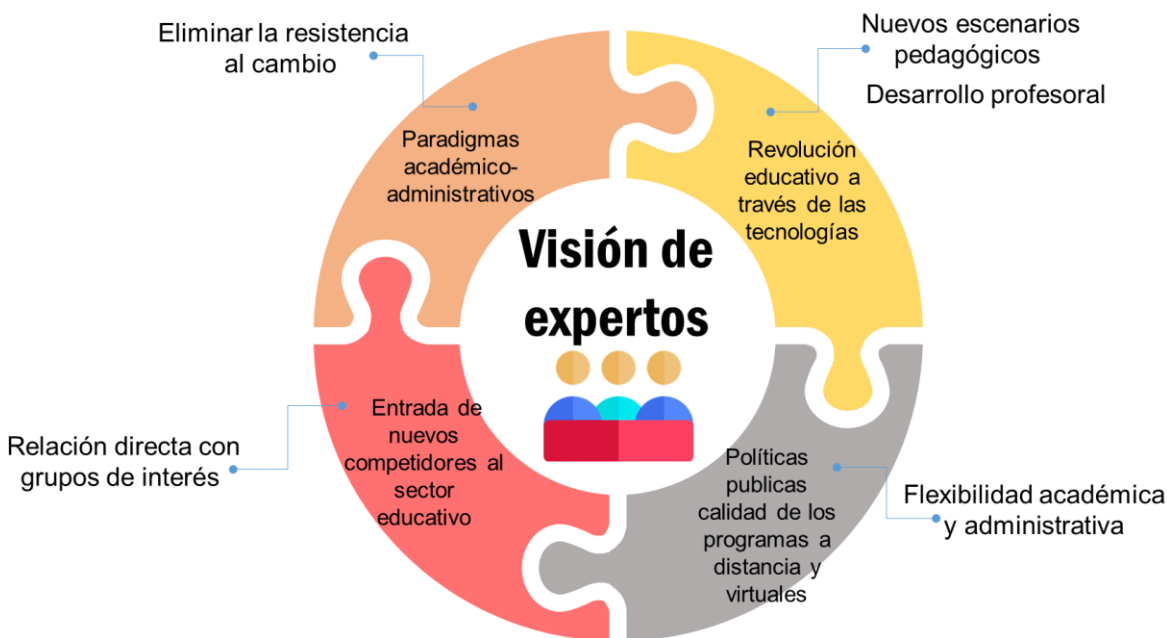 Eliminar la resistencia
al cambio
Nuevos escenarios
pedagógicos
Desarrollo profesoral
Paradigmas
académico-
administrativos
Revolución
educativo a
través de las
tecnologías
Visión de
expertos
Entrada de
nuevos
competidores al
sector
educativo
Relación directa con
grupos de interés
Políticas
publicas
calidad de los
programas a
distancia y
virtuales
Flexibilidad académica
y administrativa